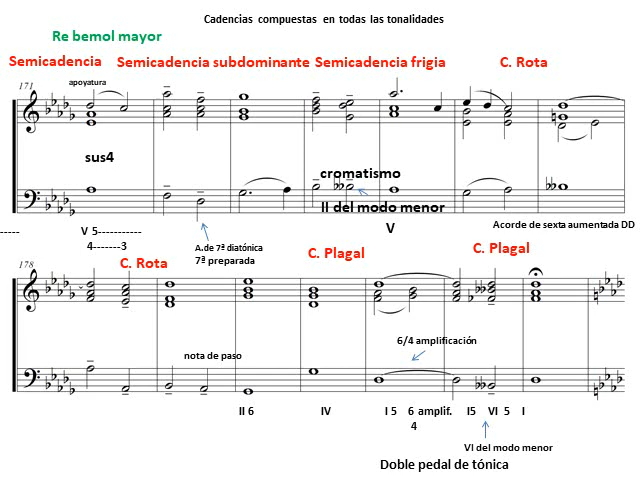 Cadencias compuestas en todas las tonalidades
Re bemol mayor
Semicadencia Semicadencia subdominante Semicadencia frigia C. Rota
171
apoyatura
sus4
cromatismo
II del modo menor
V 5-----------
4-------3
A.de 7ª diatónica
7ª preparada
V
Acorde de sexta aumentada DD
178
C. Rota
C. Plagal
C. Plagal
nota de paso
6/4 amplificación
II 6 IV I 5 6 amplif. I5 VI 5 I
4
VI del modo menor
Doble pedal de tónica